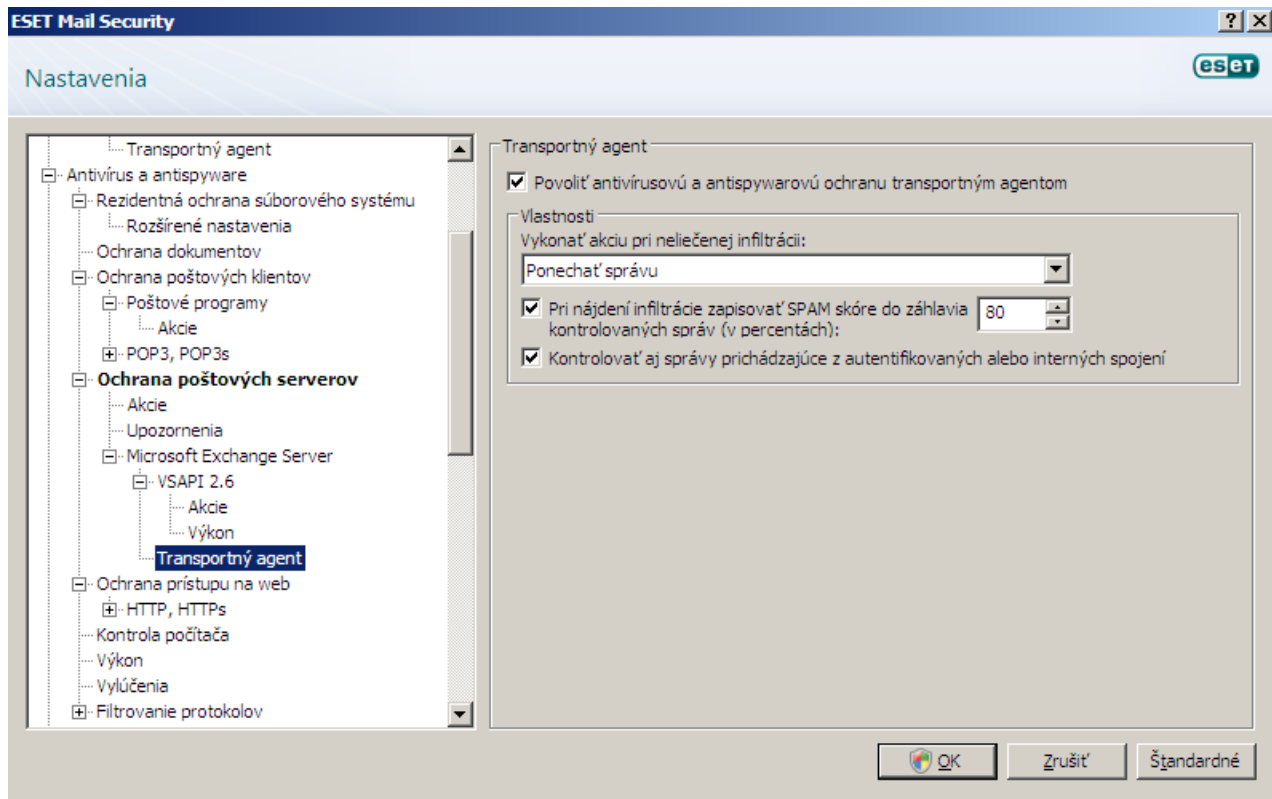 ESET Mail Security
Nastavenia
eset
Transportný agent
Antivírus a antispyware
Rezidentná ochrana súborového systému
Rozšírené nastavenia
Ochrana dokumentov
Ochrana poštových klientov
Poštové programy
Akcie
POP3, POP3s
Ochrana poštových serverov
Akcie
Upozornenia
Microsoft Exchange Server
VSAPI 2.6
Akcie
Výkon
Transportný agent
Ochrana prístupu na web
HTTP, HTTPs
Kontrola počítača
Výkon
Vylúčenia
Filtrovanie protokolov
Transportný agent
Povoliť antivírusovú a antispywarovú ochranu transportným agentom
Vlastnosti
Vykonať akciu pri neliečenej infiltrácii:
Ponechať správu
Pri nájdení infiltrácie zapisovať SPAM skóre do záhlavia 80
kontrolovaných správ (v percentách):
Kontrolovať aj správy prichádzajúce z autentifikovaných alebo interných spojení
OK
Zrušiť
Štandardné